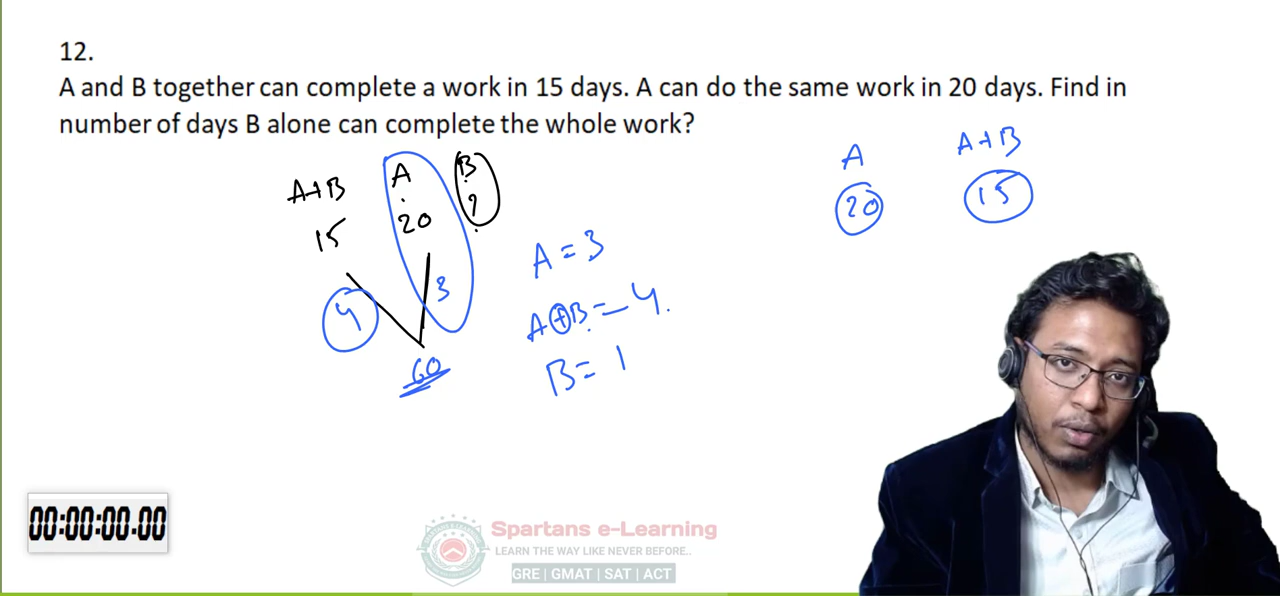 12.
A and B together can complete a work in 15 days. A can do the same work in 20 days. Find in
number of days B alone can complete the whole work?
A+B A B
15 20 ?
4 3
60
A = 3
A+B = 4.
B = 1
A A+B
20 15
00:00:00.00
Spartans e-Learning
LEARN THE WAY LIKE NEVER BEFORE..
GRE | GMAT | SAT | ACT